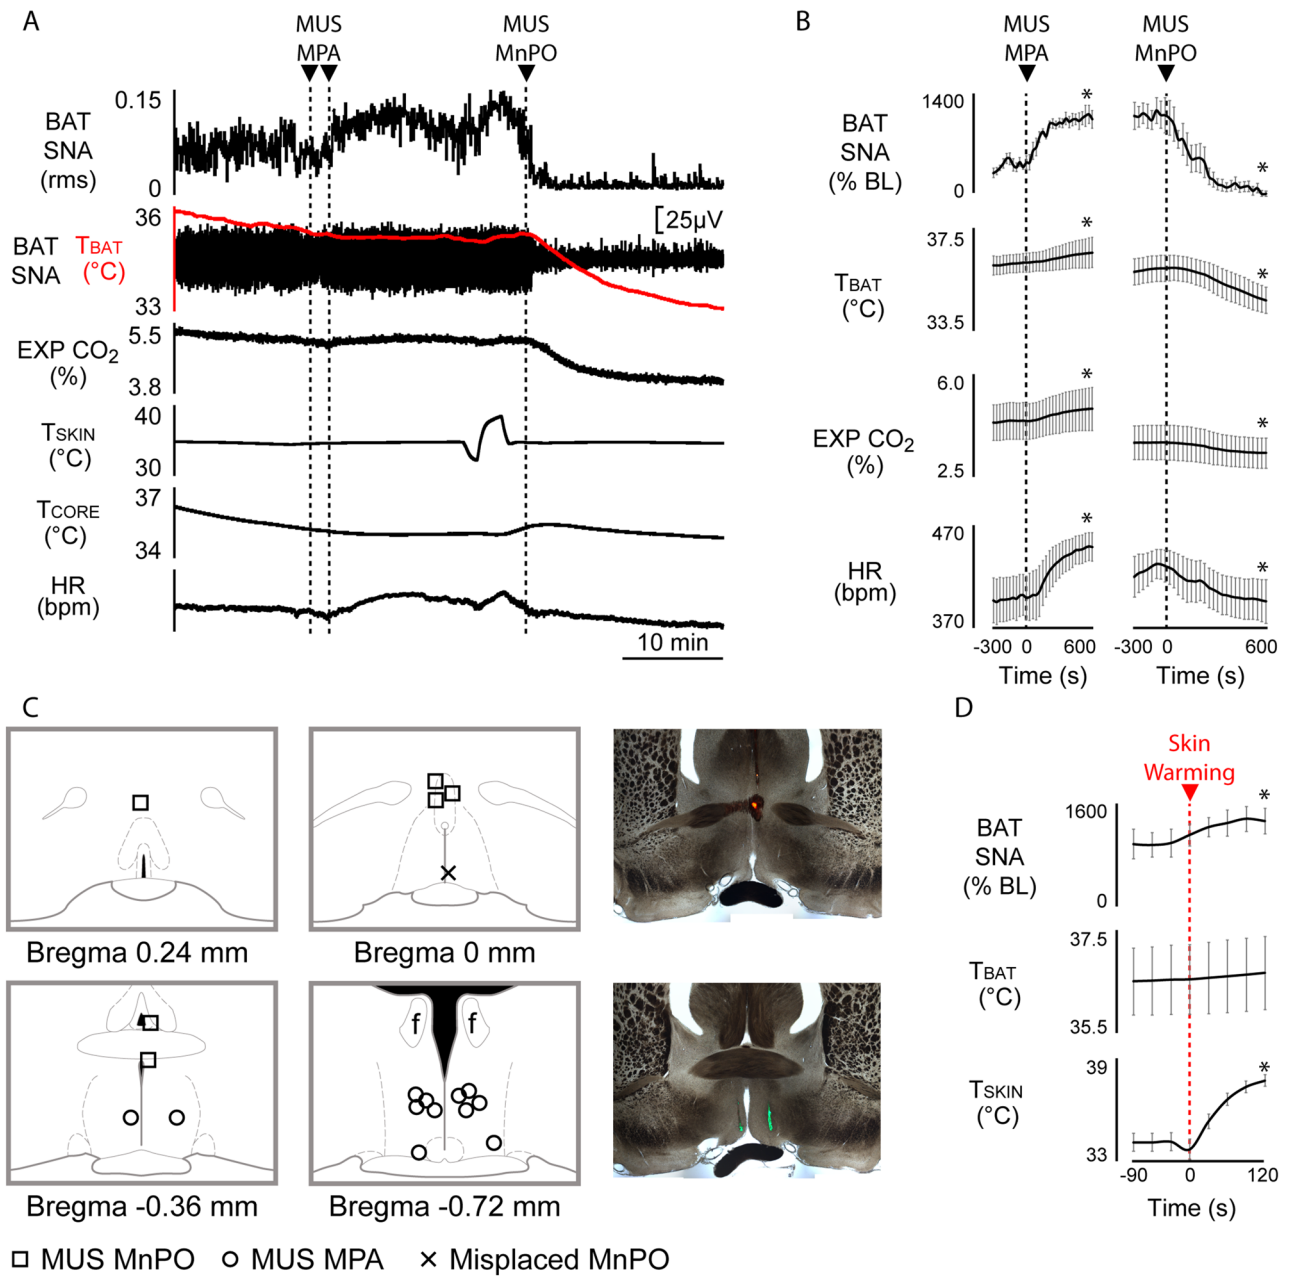 A
MUS
MPA
MUS
MnPO
BAT
SNA
(rms)
0.15
0
BAT
SNA
TBAT
(°C)
36
33
25µV
EXP CO2
(%)
5.5
3.8
TSKIN
(°C)
40
30
TCORE
(°C)
37
34
HR
(bpm)
10 min
B
MUS
MPA
MUS
MnPO
BAT
SNA
(% BL)
1400
0
*
*
TBAT
(°C)
37.5
33.5
*
*
EXP CO2
(%)
6.0
2.5
*
*
HR
(bpm)
470
370
*
*
-300 0 600
Time (s)
-300 0 600
Time (s)
C
Bregma 0.24 mm
Bregma 0 mm
f f
Bregma -0.36 mm
Bregma -0.72 mm
MUS MnPO
MUS MPA
Misplaced MnPO
D
Skin
Warming
BAT
SNA
(% BL)
1600
0
*
TBAT
(°C)
37.5
35.5
TSKIN
(°C)
39
33
*
-90 0 120
Time (s)